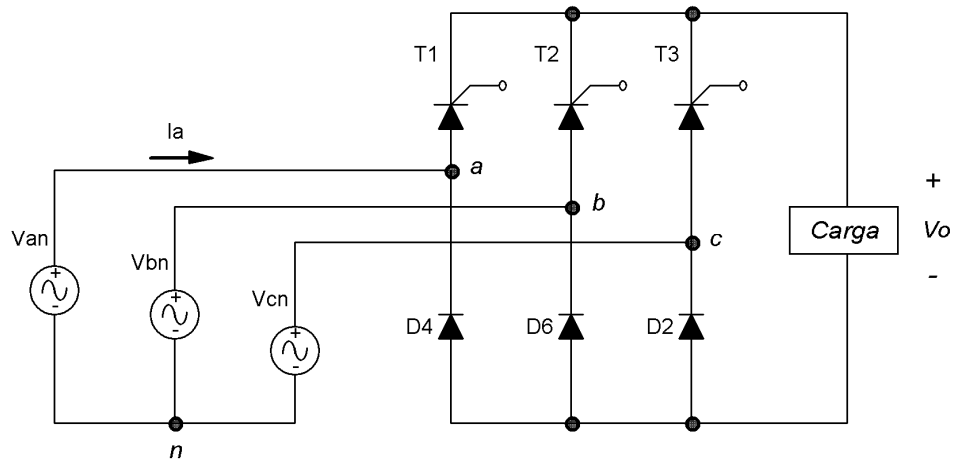 T1
T2
T3
Ia
a
b
c
Van
Vbn
Vcn
+
-
+
-
+
-
D4
D6
D2
Carga
+
Vo
-
n